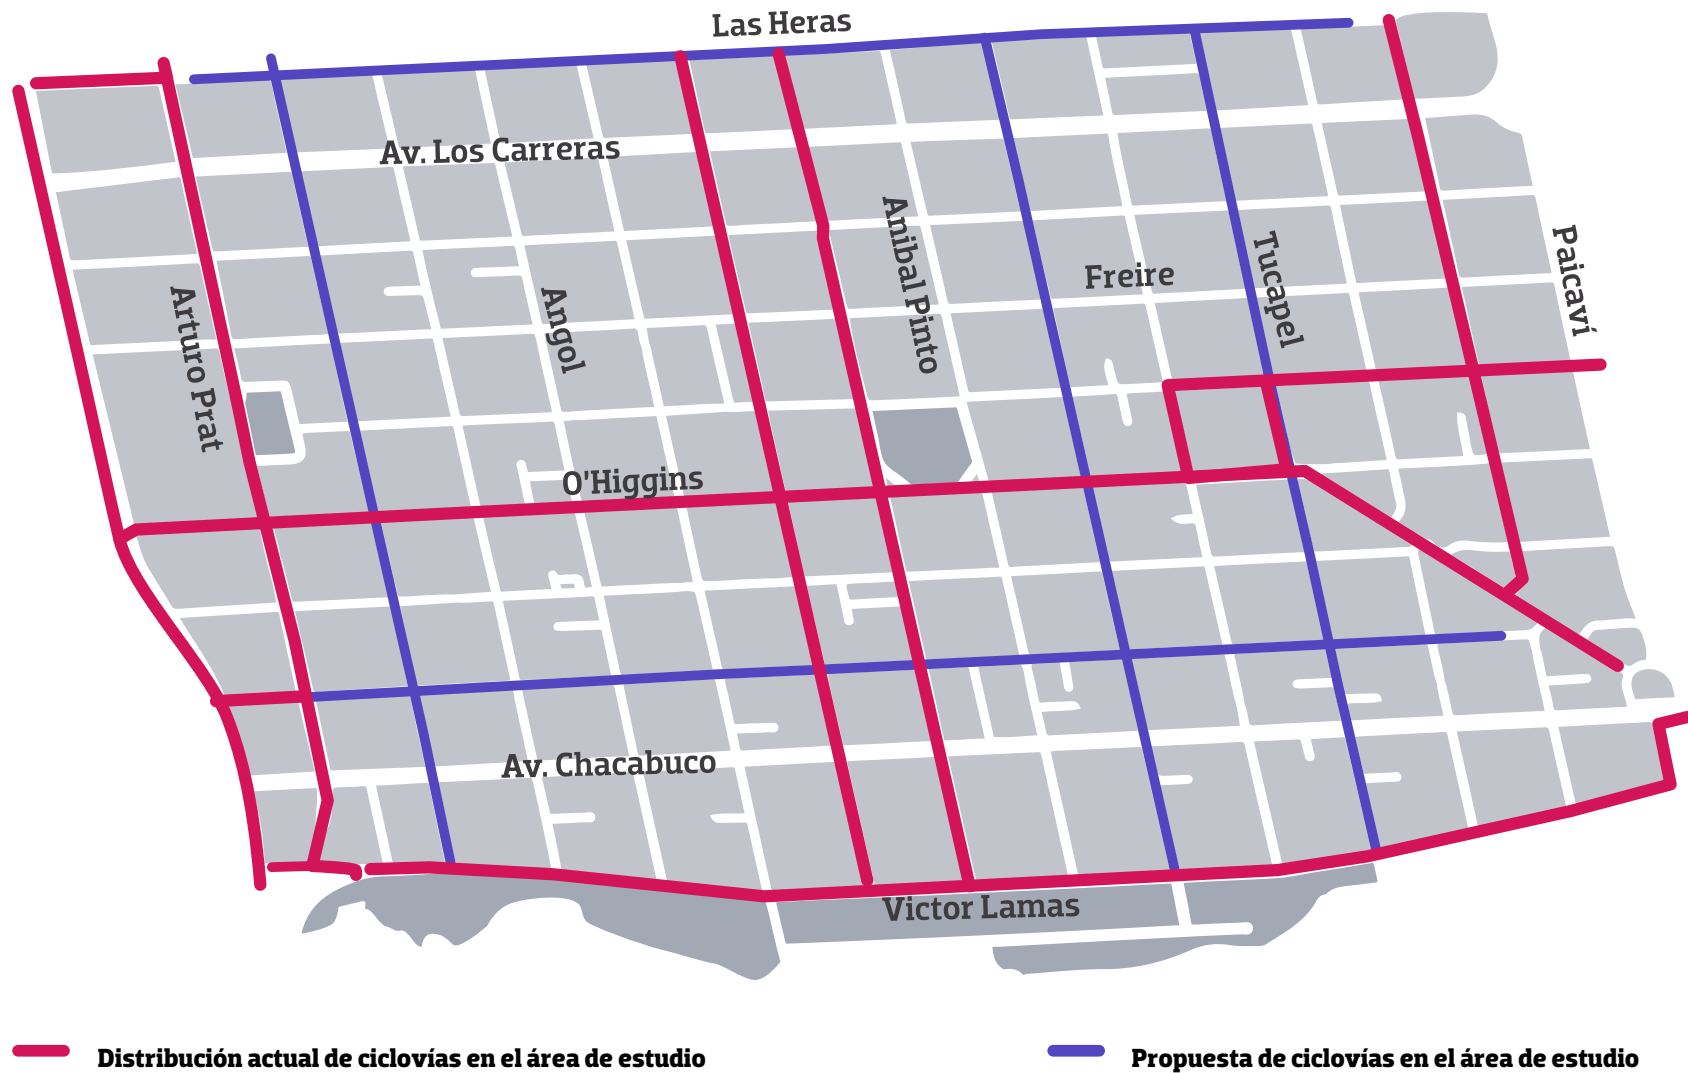 Las Heras
Av. Los Carreras
Anibal Pinto
Freire
Tucapel
Paicaví
Arturo Prat
Angol
O'Higgins
Av. Chacabuco
Victor Lamas
Distribución actual de ciclovías en el área de estudio
Propuesta de ciclovías en el área de estudio